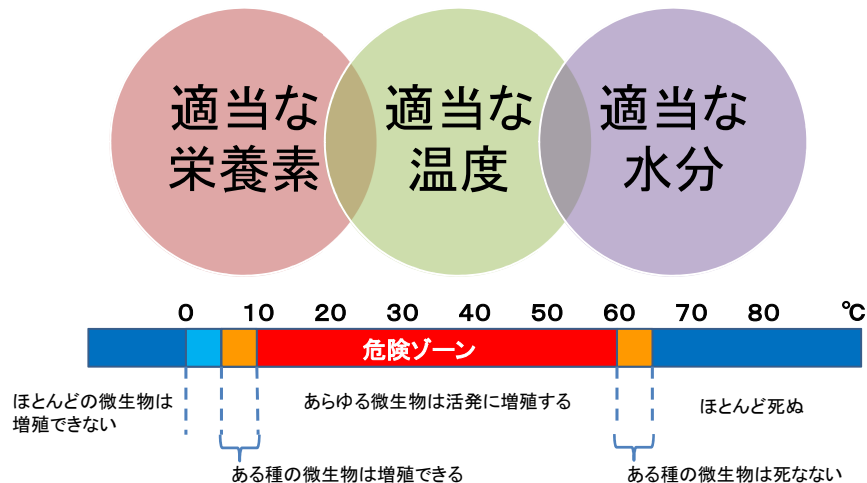 適当な
栄養素
適当な
温度
適当な
水分
0 10 20 30 40 50 60 70 80 ℃
危険ゾーン
ほとんどの微生物は
増殖できない
あらゆる微生物は活発に増殖する
ほとんど死ぬ
ある種の微生物は増殖できる
ある種の微生物は死なない